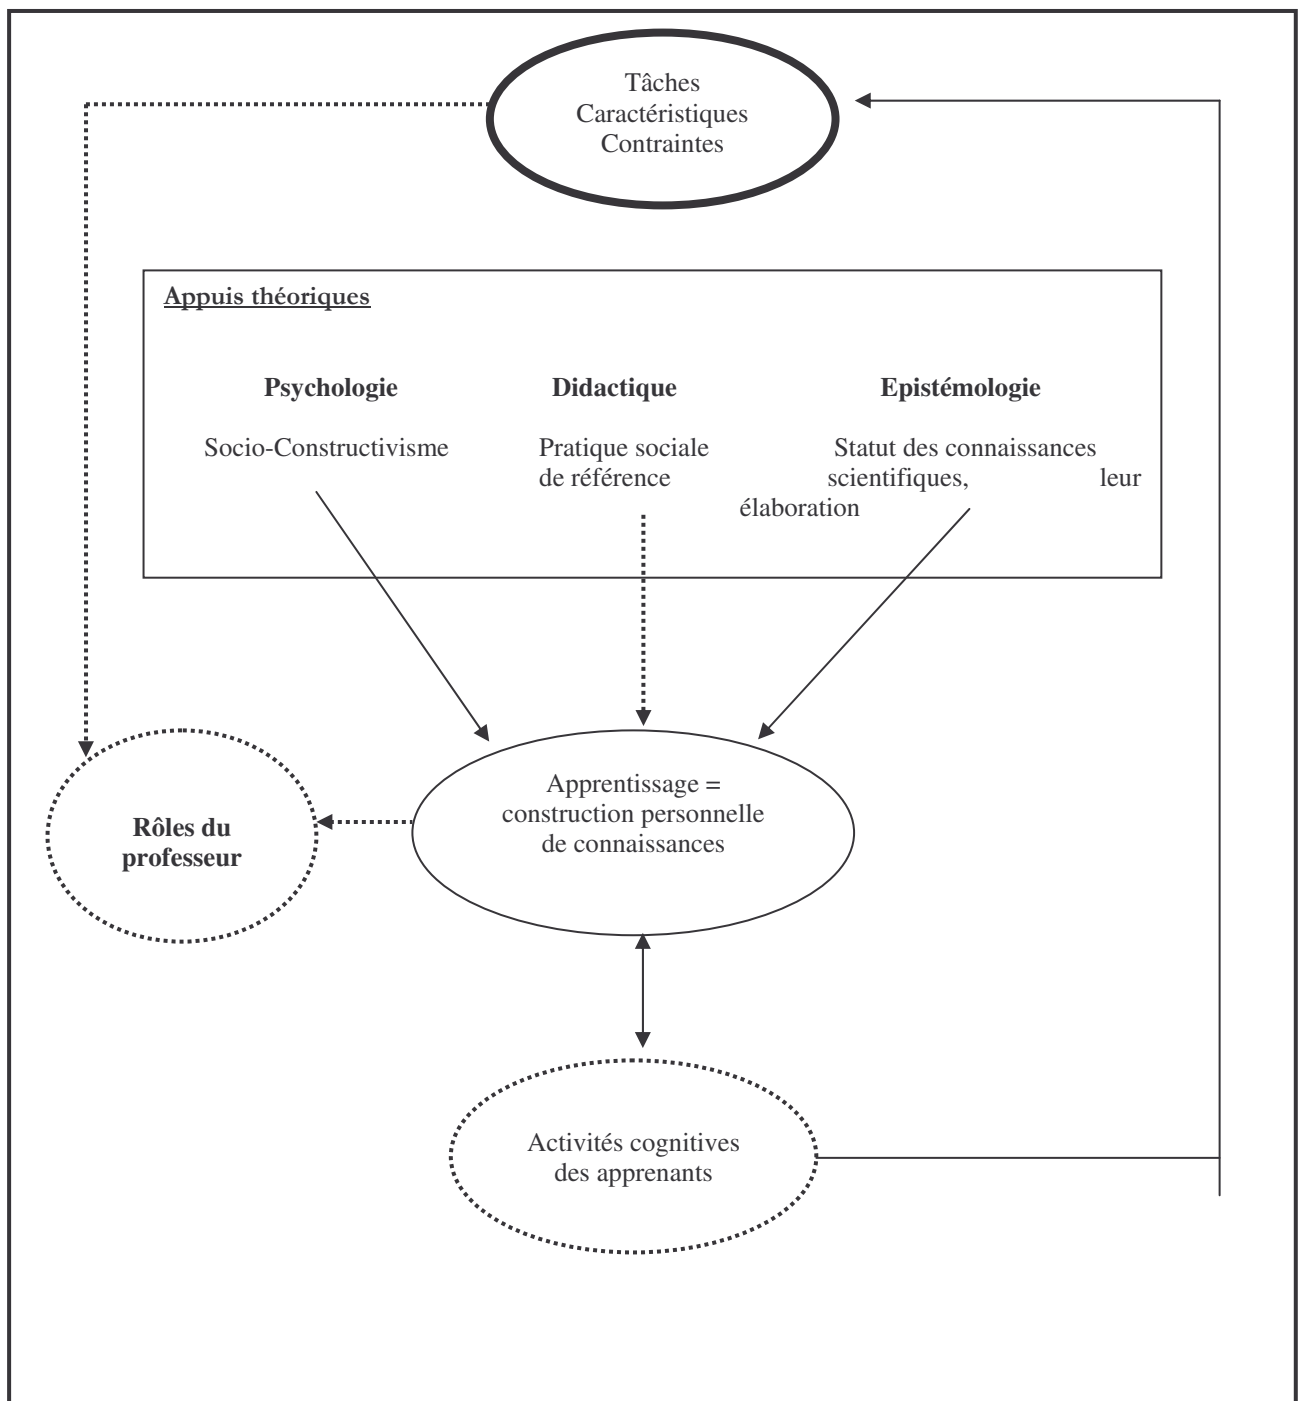 Tâches
Caractéristiques
Contraintes
Appuis théoriques
Psychologie
Didactique
Epistémologie
Socio-Constructivisme
Pratique sociale
de référence
Statut des connaissances
scientifiques, leur
élaboration
Rôles du
professeur
Apprentissage =
construction personnelle
de connaissances
Activités cognitives
des apprenants